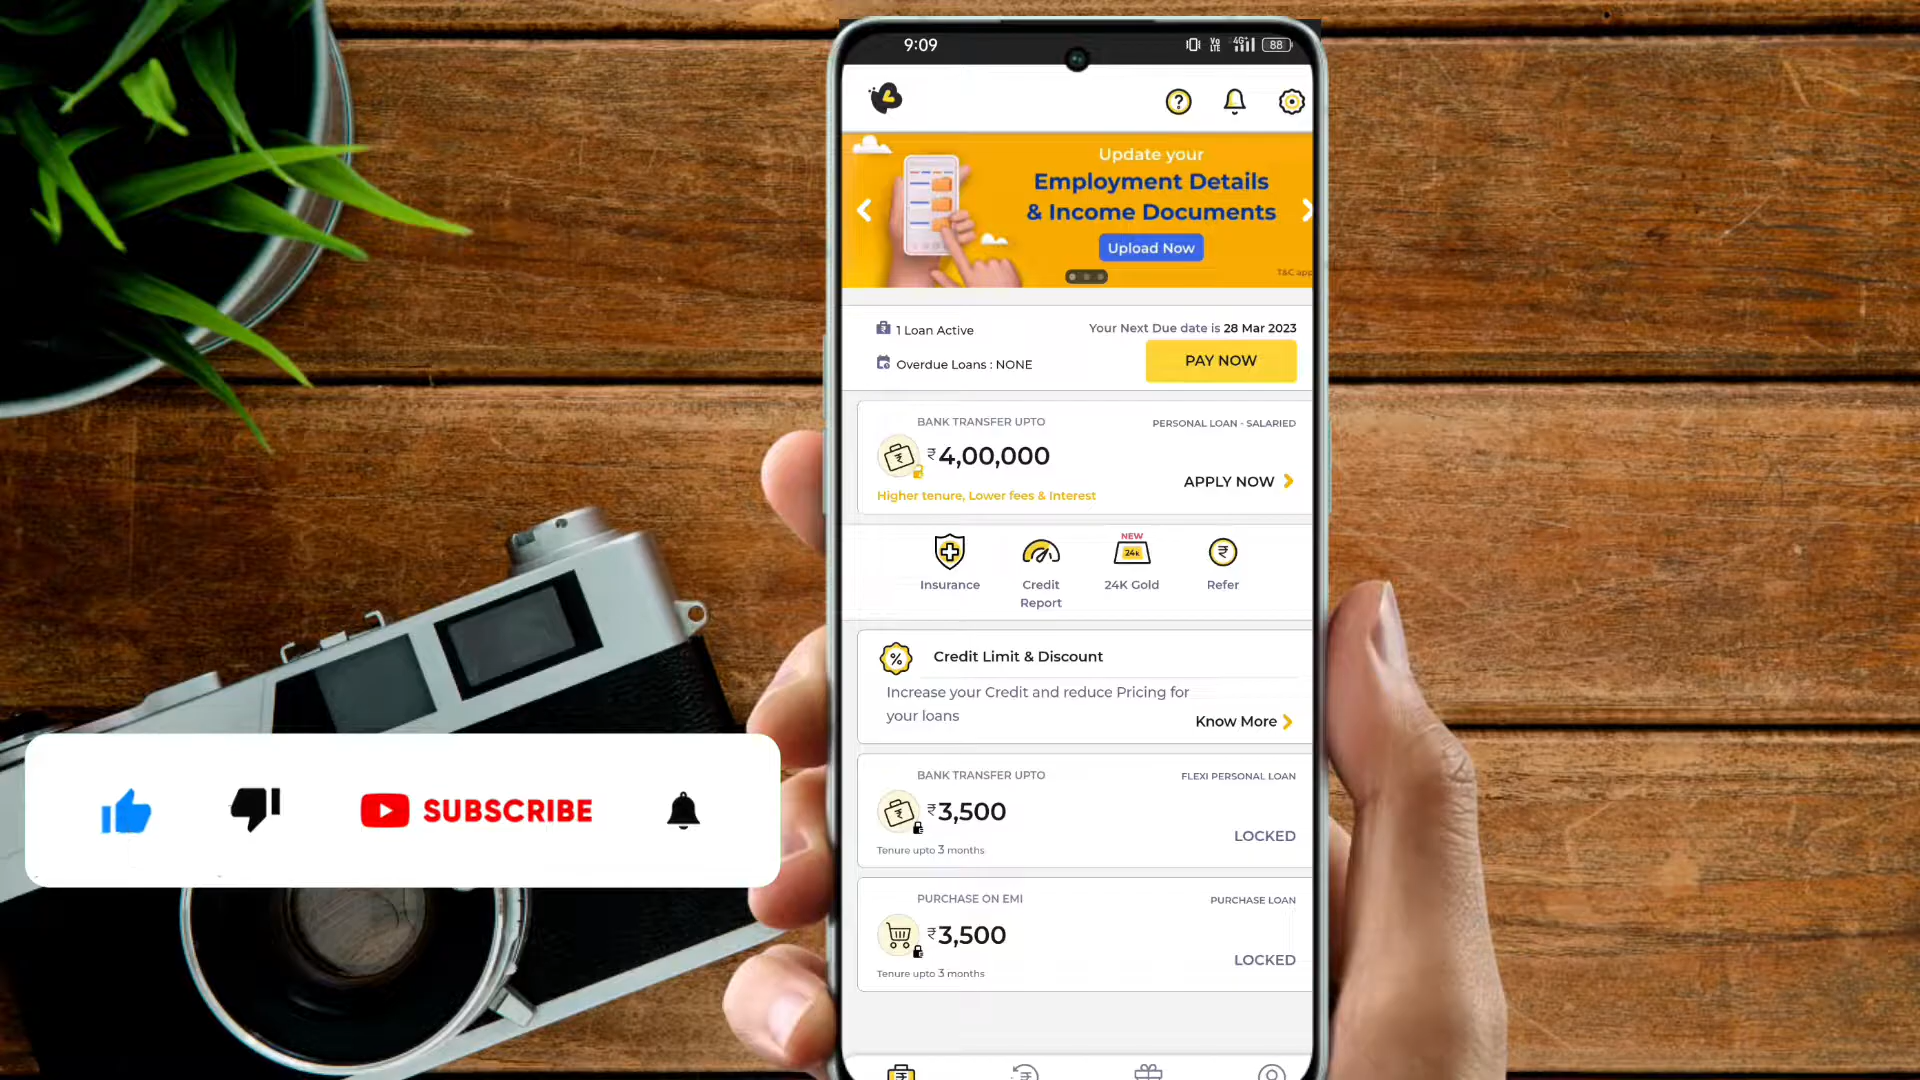 9:09
Vo
LTE
4G+
88
Update your
Employment Details
& Income Documents
Upload Now
T&C app
1 Loan Active
Your Next Due date is 28 Mar 2023
Overdue Loans : NONE
PAY NOW
BANK TRANSFER UPTO
PERSONAL LOAN - SALARIED
₹4,00,000
APPLY NOW
Higher tenure, Lower fees & Interest
NEW
24k
Insurance
Credit
Report
24K Gold
Refer
Credit Limit & Discount
Increase your Credit and reduce Pricing for
your loans
Know More
BANK TRANSFER UPTO
FLEXI PERSONAL LOAN
₹3,500
LOCKED
Tenure upto 3 months
PURCHASE ON EMI
PURCHASE LOAN
₹3,500
LOCKED
Tenure upto 3 months
SUBSCRIBE